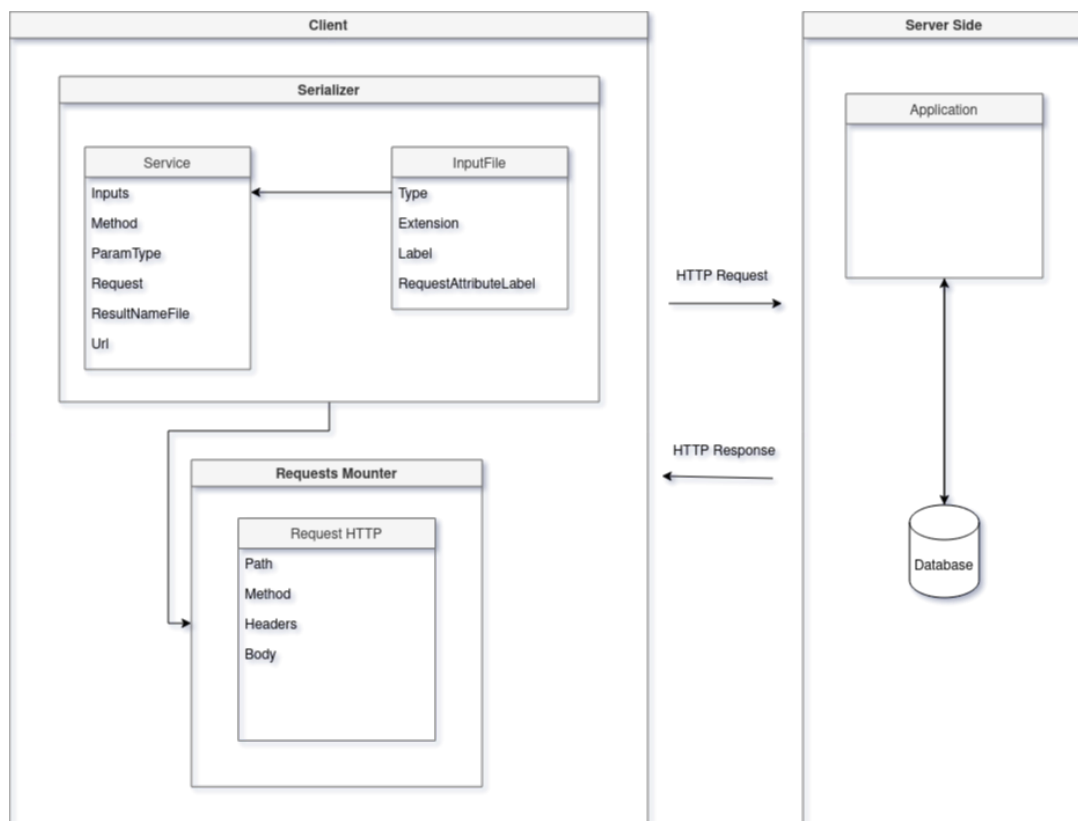 Client
Serializer
Service
Inputs
Method
ParamType
Request
ResultNameFile
Url
InputFile
Type
Extension
Label
RequestAttributeLabel
Requests Mounter
Request HTTP
Path
Method
Headers
Body
HTTP Request
HTTP Response
Server Side
Application
Database